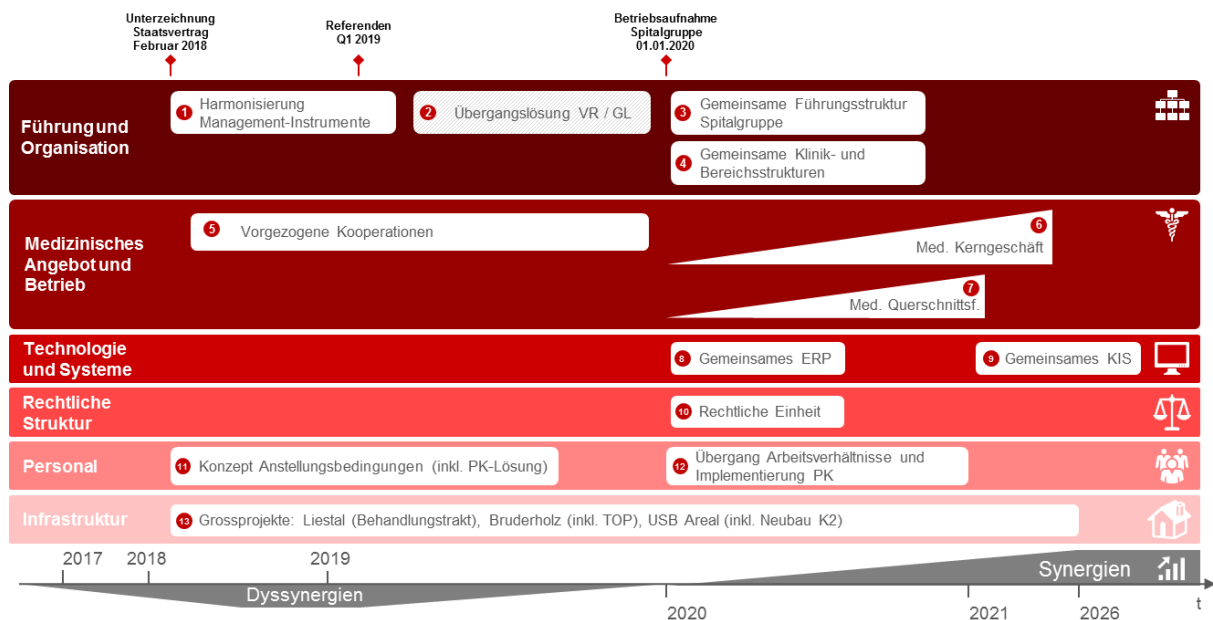 Unterzeichnung
Staatsvertrag
Februar 2018
Referenden
Q1 2019
Betriebsaufnahme
Spitalgruppe
01.01.2020
Führung und
Organisation
1 Harmonisierung
Management-Instrumente
2 Übergangslösung VR / GL
3 Gemeinsame Führungsstruktur
Spitalgruppe
4 Gemeinsame Klinik- und
Bereichsstrukturen
Medizinisches
Angebot und
Betrieb
5 Vorgezogene Kooperationen
6
Med. Kerngeschäft
7
Med. Querschnittsf.
Technologie
und Systeme
8 Gemeinsames ERP
9 Gemeinsames KIS
Rechtliche
Struktur
10 Rechtliche Einheit
Personal
11 Konzept Anstellungsbedingungen (inkl. PK-Lösung)
12 Übergang Arbeitsverhältnisse und
Implementierung PK
Infrastruktur
13 Grossprojekte: Liestal (Behandlungstrakt), Bruderholz (inkl. TOP), USB Areal (inkl. Neubau K2)
2017 2018 2019
Synergien
Dyssynergien
2020 2021 2026
t